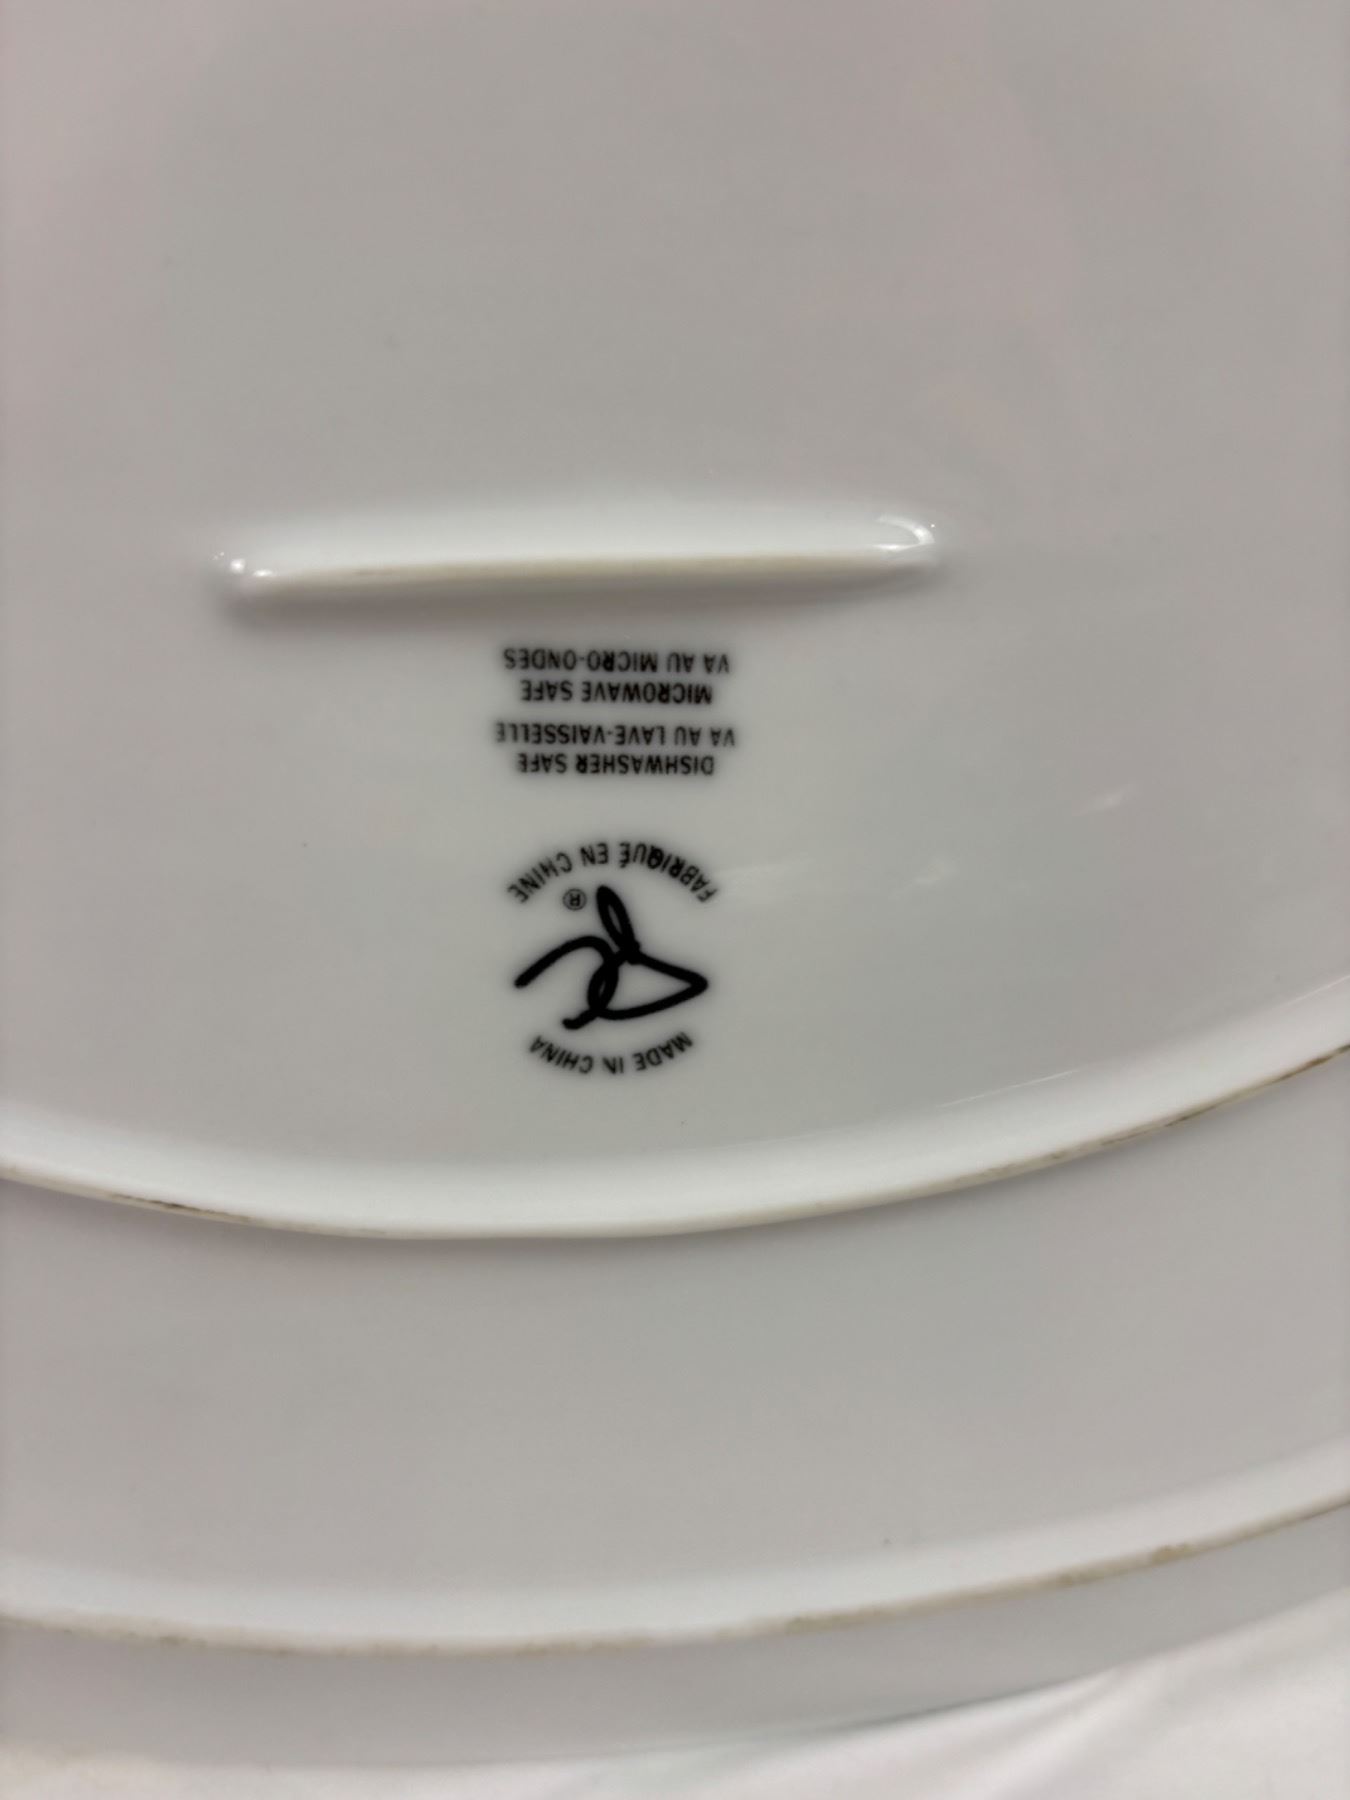 MADE IN CHINA
®
FABRIQUÉ EN CHINE
DISHWASHER SAFE
VA AU LAVE-VAISSELLE
MICROWAVE SAFE
VA AU MICRO-ONDES